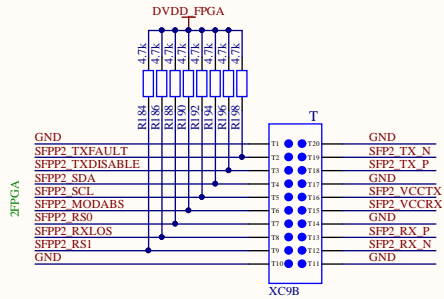 DVDD_FPGA
4.7k 4.7k 4.7k 4.7k 4.7k 4.7k 4.7k
R184 R186 R188 R190 R192 R194 R196 R198
T
GND T1 T20 GND
SFPP2_TXFAULT T2 T19 SFP2_TX_N
SFPP2_TXDISABLE T3 T18 SFP2_TX_P
SFPP2_SDA T4 T17 GND
SFPP2_SCL T5 T16 SFP2_VCCTX
SFPP2_MODABS T6 T15 SFP2_VCCRX
SFPP2_RS0 T7 T14 GND
SFPP2_RXLOS T8 T13 SFP2_RX_P
SFPP2_RS1 T9 T12 SFP2_RX_N
GND T10 T11 GND
2FPGA
XC9B